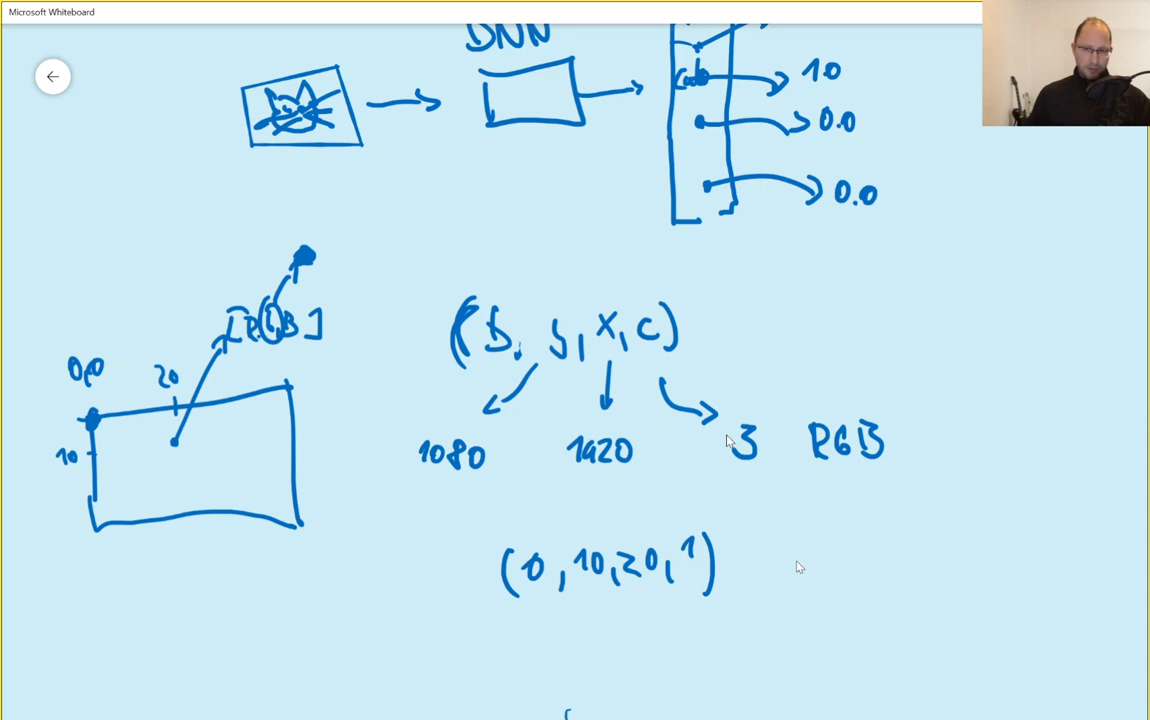 Microsoft Whiteboard
DNN
1.0
0.0
0.0
[R,G,B]
(b, y, x, c)
0,0
20
10
1080
1920
3 RGB
(0,10,20,1)